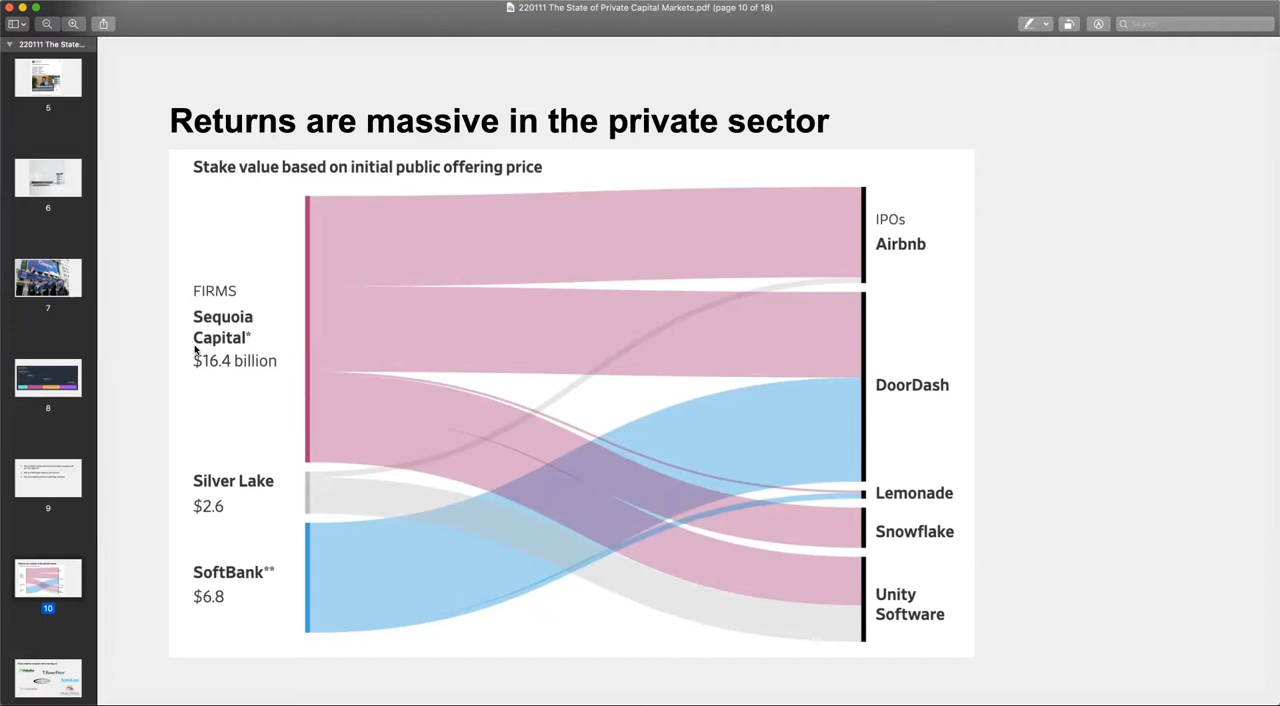 220111 The State of Private Capital Markets.pdf (page 10 of 18)
Search
220111 The State...
5
6
7
8
9
10
Returns are massive in the private sector
Stake value based on initial public offering price
FIRMS
Sequoia
Capital*
$16.4 billion
Silver Lake
$2.6
SoftBank**
$6.8
IPOs
Airbnb
DoorDash
Lemonade
Snowflake
Unity
Software